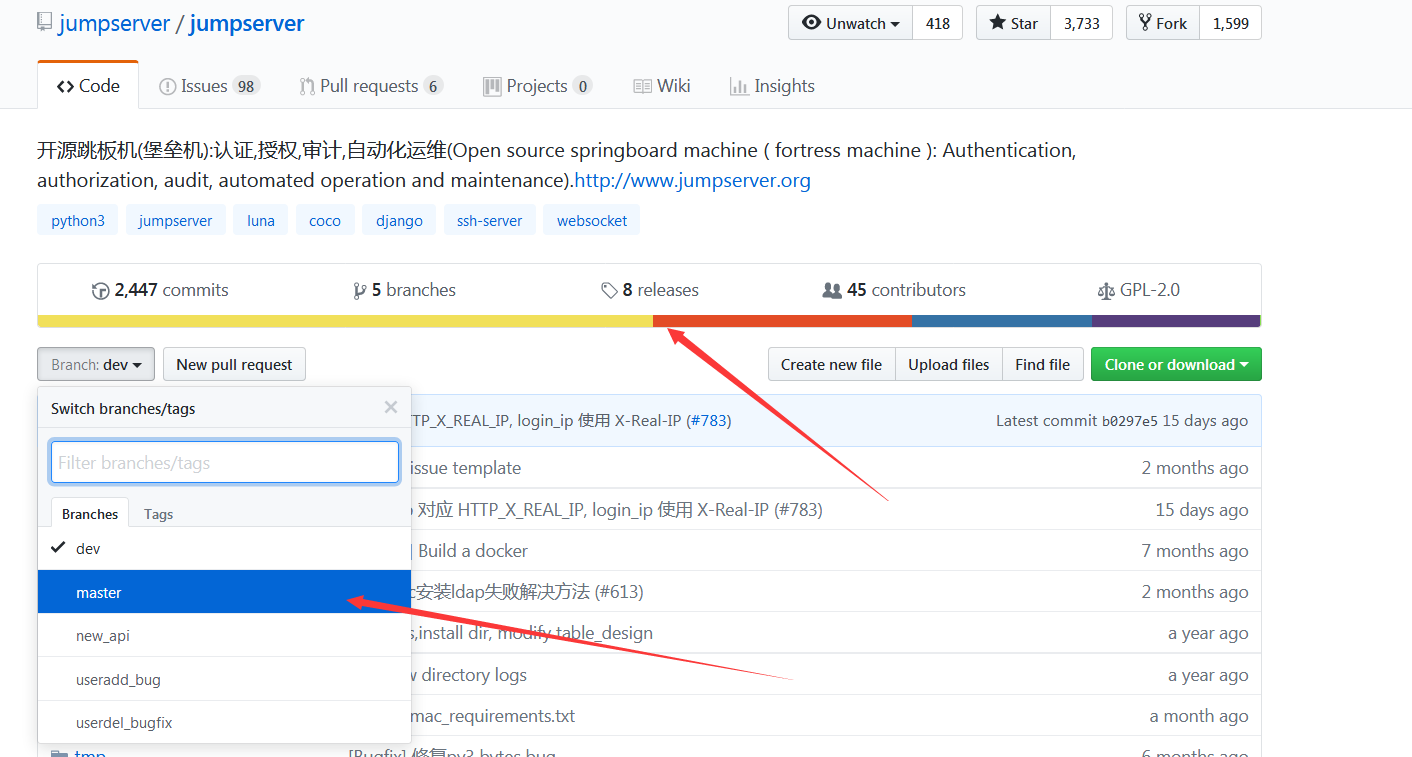 jumpserver / jumpserver
Unwatch 418 Star 3,733 Fork 1,599
Code Issues 98 Pull requests 6 Projects 0 Wiki Insights
开源跳板机(堡垒机):认证,授权,审计,自动化运维(Open source springboard machine ( fortress machine ): Authentication,
authorization, audit, automated operation and maintenance).http://www.jumpserver.org
python3 jumpserver luna coco django ssh-server websocket
2,447 commits 5 branches 8 releases 45 contributors GPL-2.0
Branch: dev New pull request Create new file Upload files Find file Clone or download
Switch branches/tags
TP_X_REAL_IP, login_ip 使用 X-Real-IP (#783) Latest commit b0297e5 15 days ago
Filter branches/tags
issue template 2 months ago
Branches Tags
对应 HTTP_X_REAL_IP, login_ip 使用 X-Real-IP (#783) 15 days ago
dev
Build a docker 7 months ago
master
c安装ldap失败解决方法 (#613) 2 months ago
new_api
s,install dir, modify table_design a year ago
useradd_bug
directory logs a year ago
userdel_bugfix
mac_requirements.txt a month ago
tmp [Bugfix] 修复py3 bytes bug 6 months ago